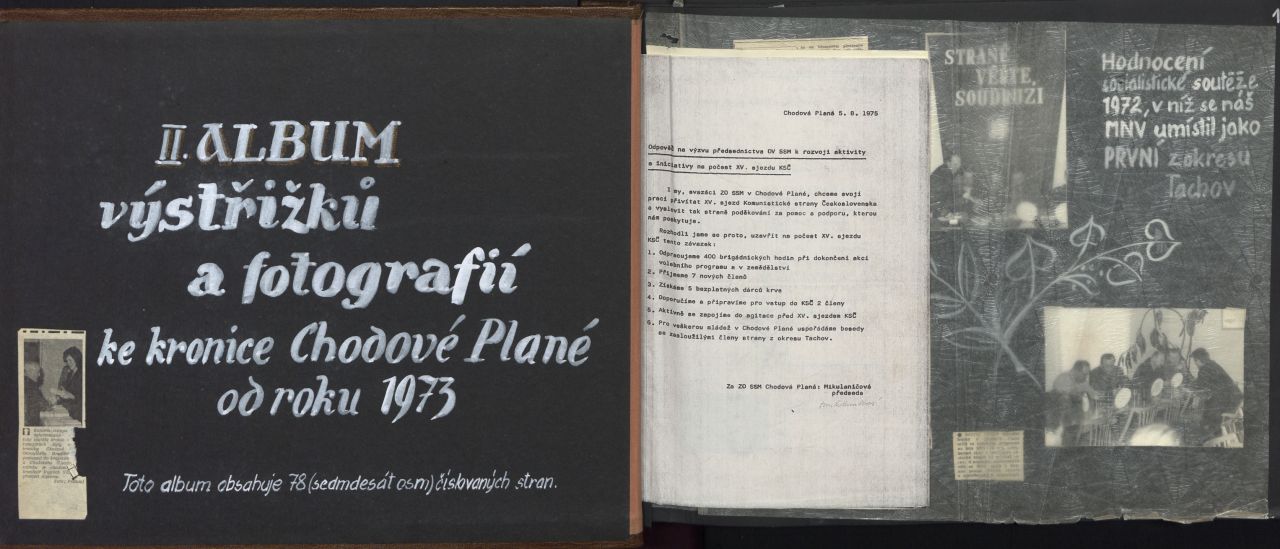 II. ALBUM
výstřižků
a fotografií
ke kronice Chodové Plané
od roku 1973
Toto album obsahuje 78 (sedmdesát osm) číslovaných stran.
Chodová Planá 5. 8. 1975
Odpověď na výzvu předsednictva OV SSM k rozvoji aktivity
a iniciativy na počest XV. sjezdu KSČ
I my, svazáci ZO SSM v Chodové Plané, chceme svojí
prací přivítat XV. sjezd Komunistické strany Československa
a vyslovit tak straně poděkování za pomoc a podporu, kterou
nám poskytuje.
Rozhodli jsme se proto, uzavřít na počest XV. sjezdu
KSČ tento závazek:
1. Odpracujeme 400 brigádnických hodin při dokončení akcí
volebního programu a v zemědělství
2. Přijmeme 7 nových členů
3. Získáme 5 bezplatných dárců krve
4. Doporučíme a připravíme pro vstup do KSČ 2 členy
5. Aktivně se zapojíme do agitace před XV. sjezdem KSČ
6. Pro veškerou mládež v Chodové Plané uspořádáme besedy
se zasloužilými členy strany z okresu Tachov.
Za ZO SSM Chodová Planá: Mikulaničová
předseda
STRANĚ
VĚŘTE,
SOUDRUZI
Hodnocení
socialistické soutěže
1972, v níž se náš
MNV umístil jako
PRVNÍ z okresu
Tachov
1